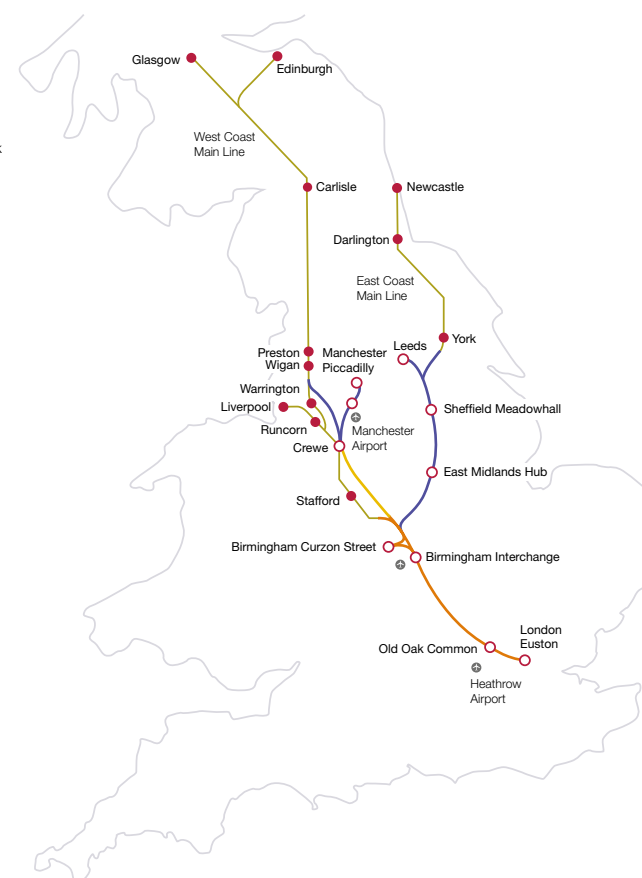 Glasgow
Edinburgh
West Coast
Main Line
k
Carlisle
Newcastle
Darlington
East Coast
Main Line
York
Leeds
Preston
Manchester
Piccadilly
Wigan
Warrington
Liverpool
Sheffield Meadowhall
Runcorn
Manchester
Airport
Crewe
East Midlands Hub
Stafford
Birmingham Curzon Street
Birmingham Interchange
London
Euston
Old Oak Common
Heathrow
Airport